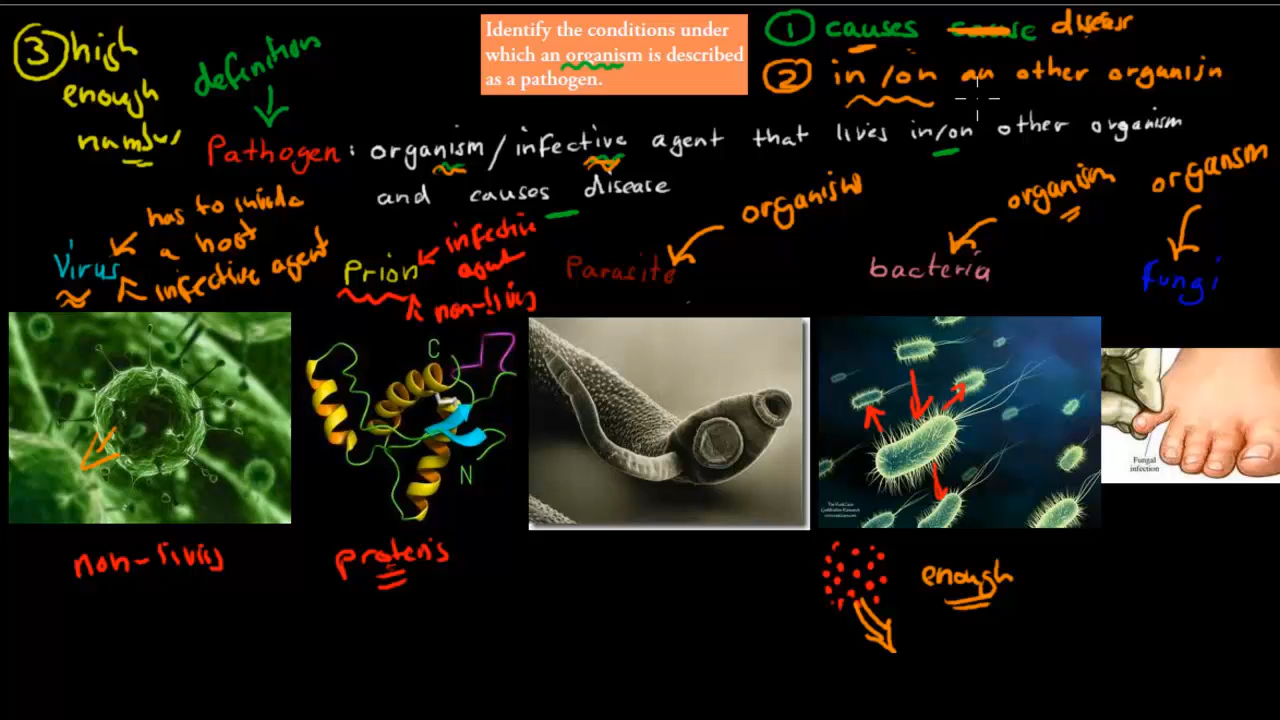 ③ high
enough
number
definition
Identify the conditions under
which an organism is described
as a pathogen.
① causes cause disease
② in / on an other organism
Pathogen: organism/infective agent that lives in/on other organism
and causes disease
has to invade
a host
Virus
infective agent
Prion
infective
agent
non-living
Parasite
organism
bacteria
organism
organsm
Fungi
C
N
Fungal
infection
non-living
proteins
enough